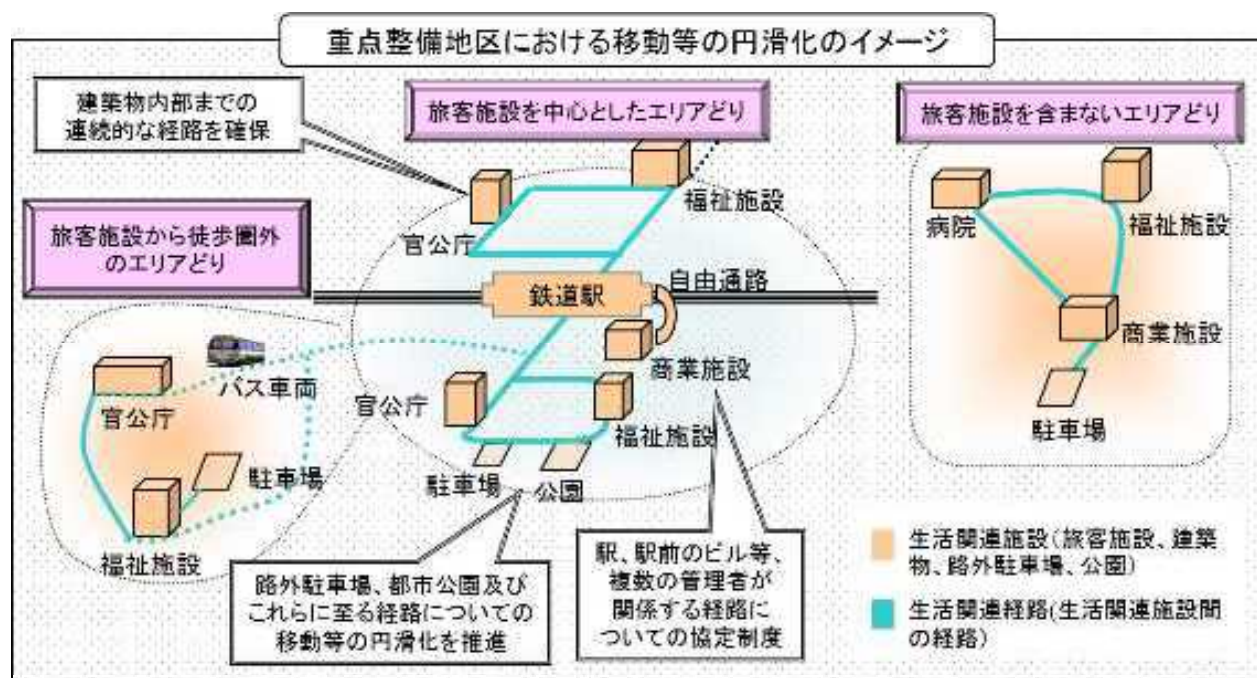 重点整備地区における移動等の円滑化のイメージ
建築物内部までの
連続的な経路を確保
旅客施設を中心としたエリアどり
旅客施設を含まないエリアどり
旅客施設から徒歩圏外
のエリアどり
官公庁
福祉施設
病院
福祉施設
自由通路
鉄道駅
商業施設
駐車場
バス車両
官公庁
駐車場
福祉施設
官公庁
商業施設
福祉施設
駐車場
公園
路外駐車場、都市公園及び
これらに至る経路についての
移動等の円滑化を推進
駅、駅前のビル等、
複数の管理者が
関係する経路に
ついての協定制度
生活関連施設(旅客施設、建築
物、路外駐車場、公園)
生活関連経路(生活関連施設間
の経路)